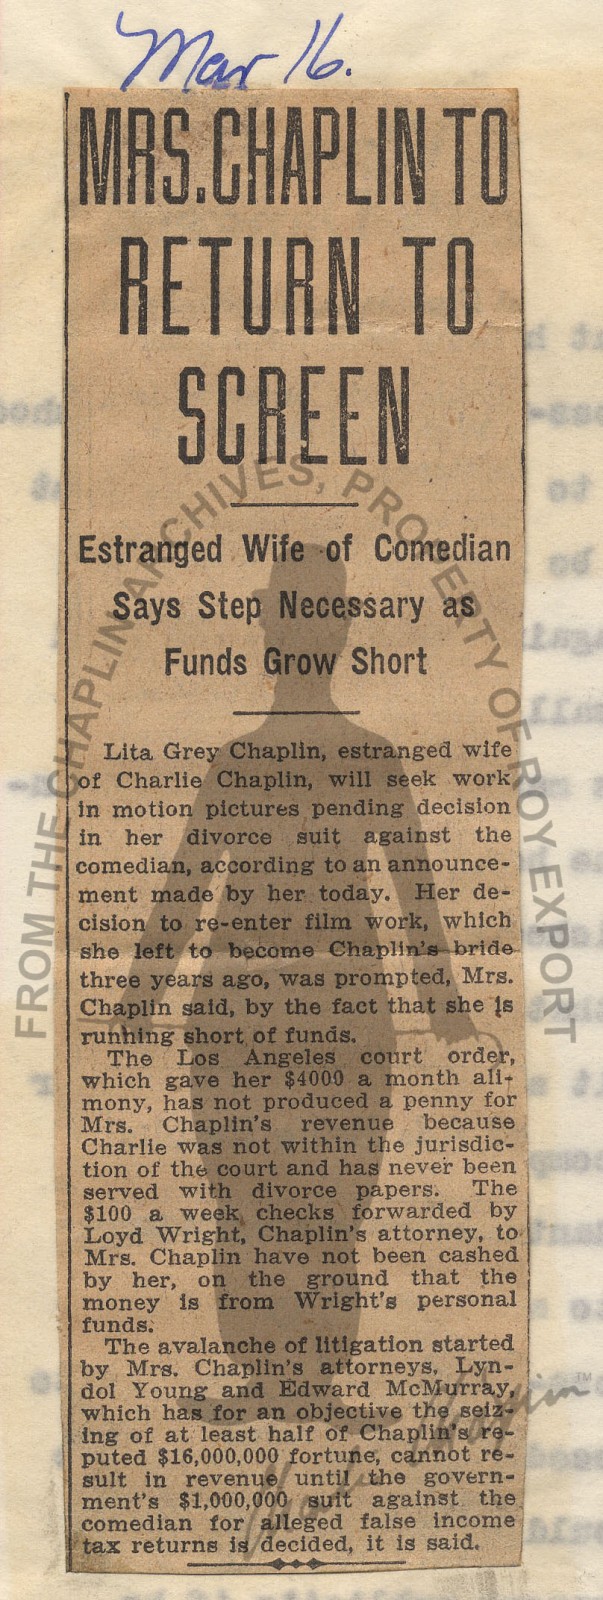 Mar 16.
MRS. CHAPLIN TO
RETURN TO
SCREEN
Estranged Wife of Comedian
Says Step Necessary as
Funds Grow Short
Lita Grey Chaplin, estranged wife
of Charlie Chaplin, will seek work
in motion pictures pending decision
in her divorce suit against the
comedian, according to an announce-
ment made by her today. Her de-
cision to re-enter film work, which
she left to become Chaplin's bride
three years ago, was prompted, Mrs.
Chaplin said, by the fact that she is
running short of funds.
The Los Angeles court order,
which gave her $4000 a month ali-
mony, has not produced a penny for
Mrs. Chaplin's revenue because
Charlie was not within the jurisdic-
tion of the court and has never been
served with divorce papers. The
$100 a week checks forwarded by
Loyd Wright, Chaplin's attorney, to
Mrs. Chaplin have not been cashed
by her, on the ground that the
money is from Wright's personal
funds.
The avalanche of litigation started
by Mrs. Chaplin's attorneys, Lyn-
dol Young and Edward McMurray,
which has for an objective the seiz-
ing of at least half of Chaplin's re-
puted $16,000,000 fortune, cannot re-
sult in revenue until the govern-
ment's $1,000,000 suit against the
comedian for alleged false income
tax returns is decided, it is said.
FROM THE CHAPLIN ARCHIVES, PROPERTY OF ROY EXPORT